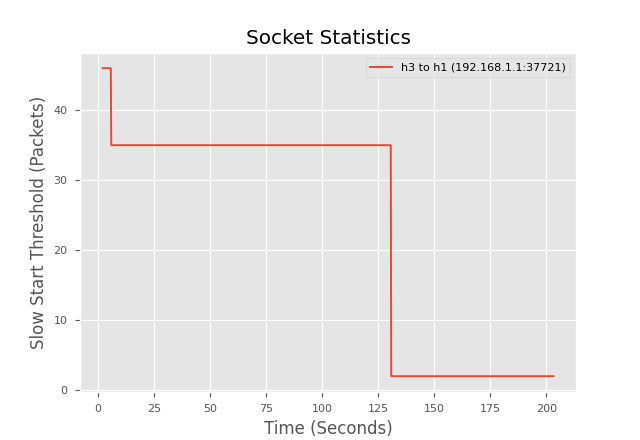 Socket Statistics
h3 to h1 (192.168.1.1:37721)
Slow Start Threshold (Packets)
40
30
20
10
0
0 25 50 75 100 125 150 175 200
Time (Seconds)